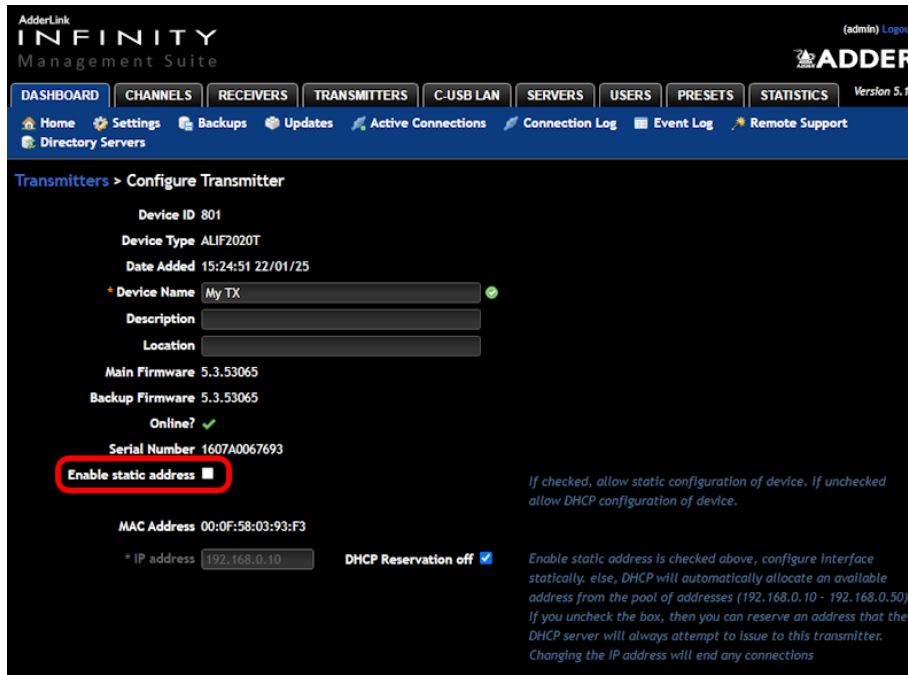 AdderLink
INFINITY
Management Suite
(admin) Logou
ADDER
DASHBOARD CHANNELS RECEIVERS TRANSMITTERS C-USB LAN SERVERS USERS PRESETS STATISTICS Version 5.1
Home Settings Backups Updates Active Connections Connection Log Event Log Remote Support
Directory Servers
Transmitters > Configure Transmitter
Device ID 801
Device Type ALIF2020T
Date Added 15:24:51 22/01/25
* Device Name My TX
Description
Location
Main Firmware 5.3.53065
Backup Firmware 5.3.53065
Online?
Serial Number 1607A0067693
Enable static address
If checked, allow static configuration of device. If unchecked
allow DHCP configuration of device.
MAC Address 00:0F:58:03:93:F3
* IP address 192.168.0.10 DHCP Reservation off
Enable static address is checked above, configure interface
statically. else, DHCP will automatically allocate an available
address from the pool of addresses (192.168.0.10 - 192.168.0.50)
If you uncheck the box, then you can reserve an address that the
DHCP server will always attempt to issue to this transmitter.
Changing the IP address will end any connections